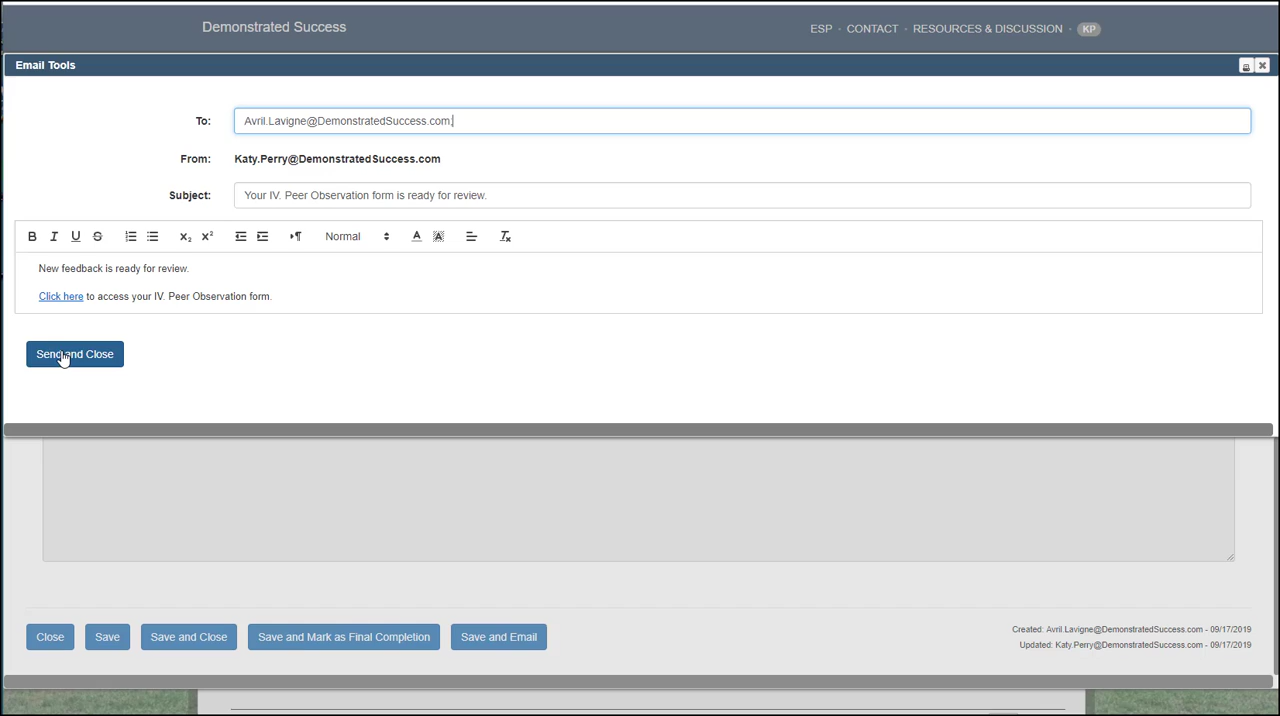 Demonstrated Success
ESP · CONTACT · RESOURCES & DISCUSSION · KP
Email Tools
To: Avril.Lavigne@DemonstratedSuccess.com
From: Katy.Perry@DemonstratedSuccess.com
Subject: Your IV. Peer Observation form is ready for review.
B I U S Normal
New feedback is ready for review.
Click here to access your IV. Peer Observation form.
Send and Close
Close Save Save and Close Save and Mark as Final Completion Save and Email
Created: Avril.Lavigne@DemonstratedSuccess.com - 09/17/2019
Updated: Katy.Perry@DemonstratedSuccess.com - 09/17/2019